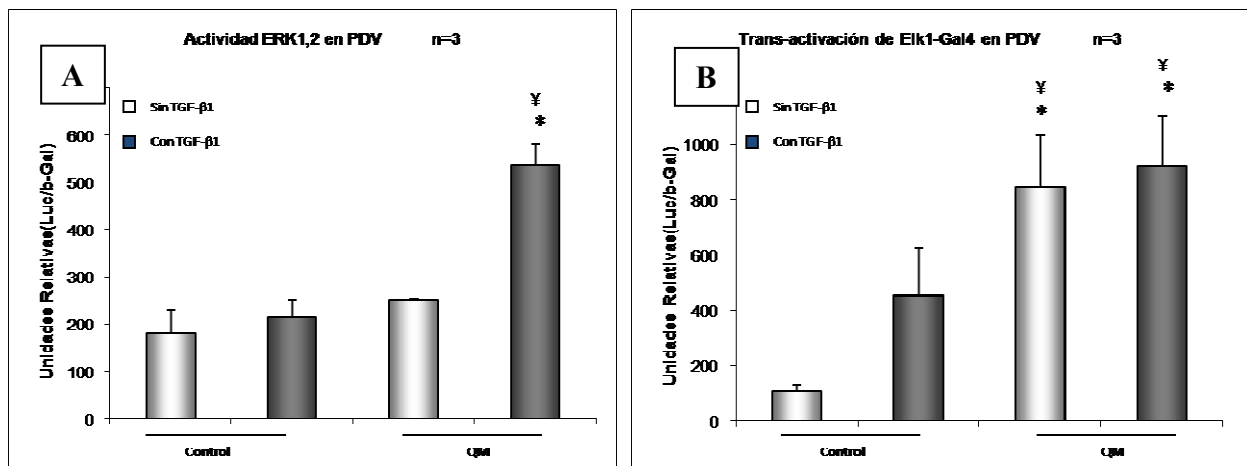 Actividad ERK1,2 en PDV n=3
A
Sin TGF-β1
Con TGF-β1
¥
*
Unidades Relativas(Luc/b-Gal)
600
500
400
300
200
100
0
Control QM
Trans-activación de Elk1-Gal4 en PDV n=3
B
Sin TGF-β1
Con TGF-β1
¥ ¥
* *
Unidades Relativas(Luc/b-Gal)
1000
800
600
400
200
0
Control QM